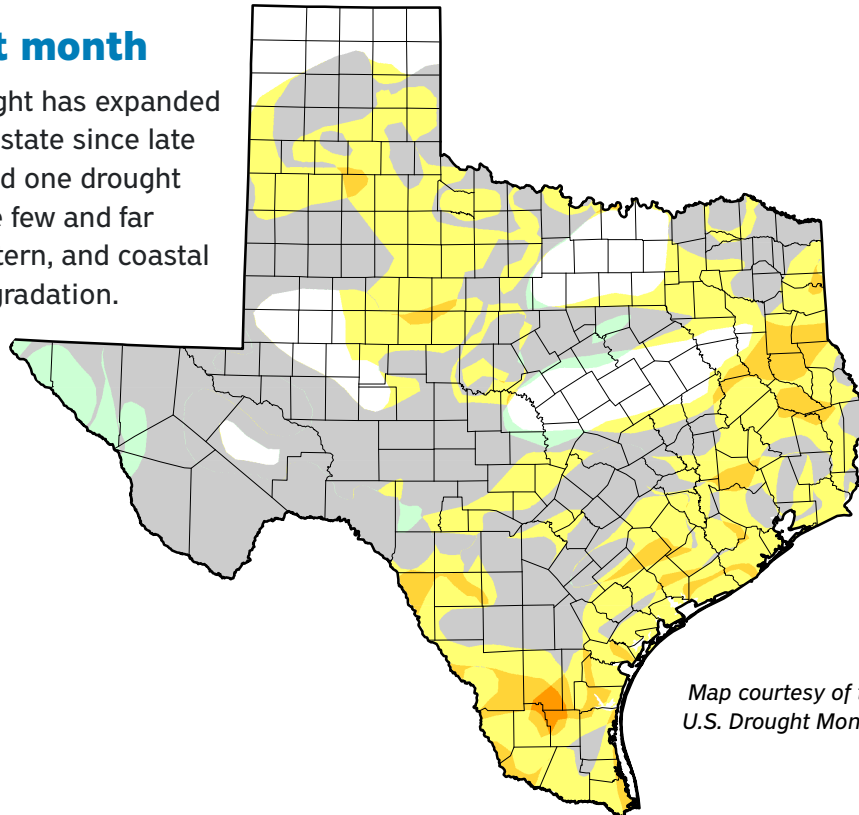 month
ght has expanded
state since late
d one drought
few and far
tern, and coastal
gradation.
Map courtesy of
U.S. Drought Mon